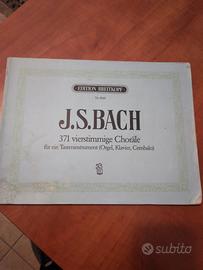 EDITION BREITKOPF
J.S. BACH
371 vierstimmige Choräle
für ein Tasteninstrument (Orgel, Klavier, Cembalo)
subito